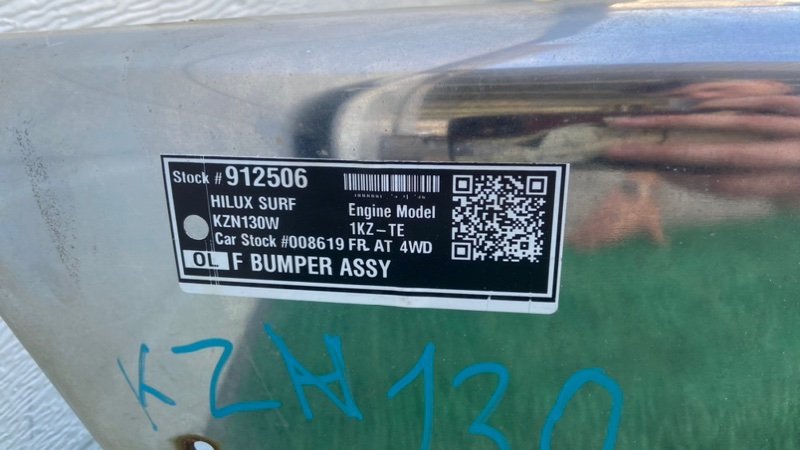 Stock # 912506
HILUX SURF
KZN130W
Engine Model
1KZ-TE
Car Stock #008619 FR AT 4WD
OL F BUMPER ASSY
KZN130